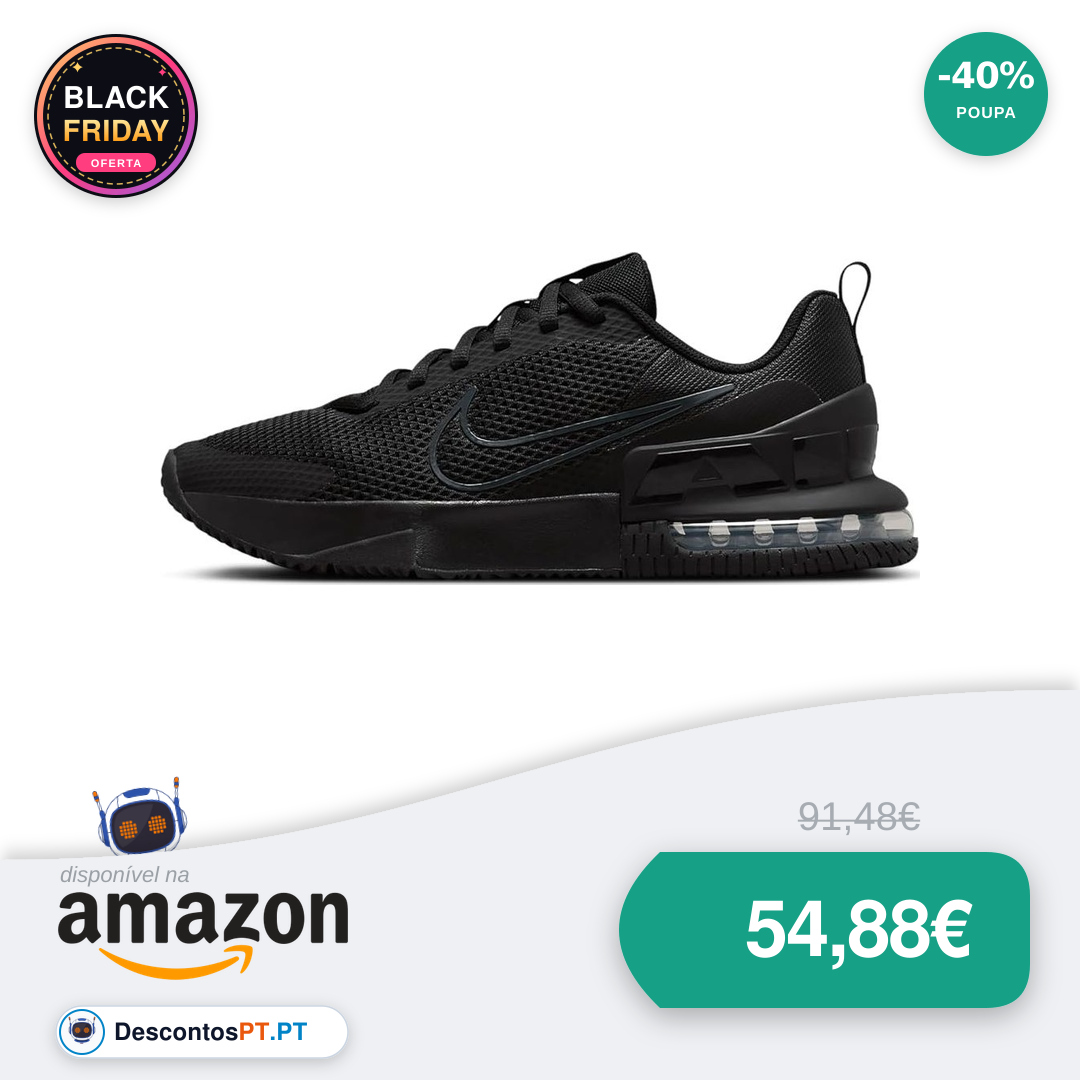 BLACK
FRIDAY
OFERTA
-40%
POUPA
91,48€
54,88€
disponível na
amazon
DescontosPT.PT